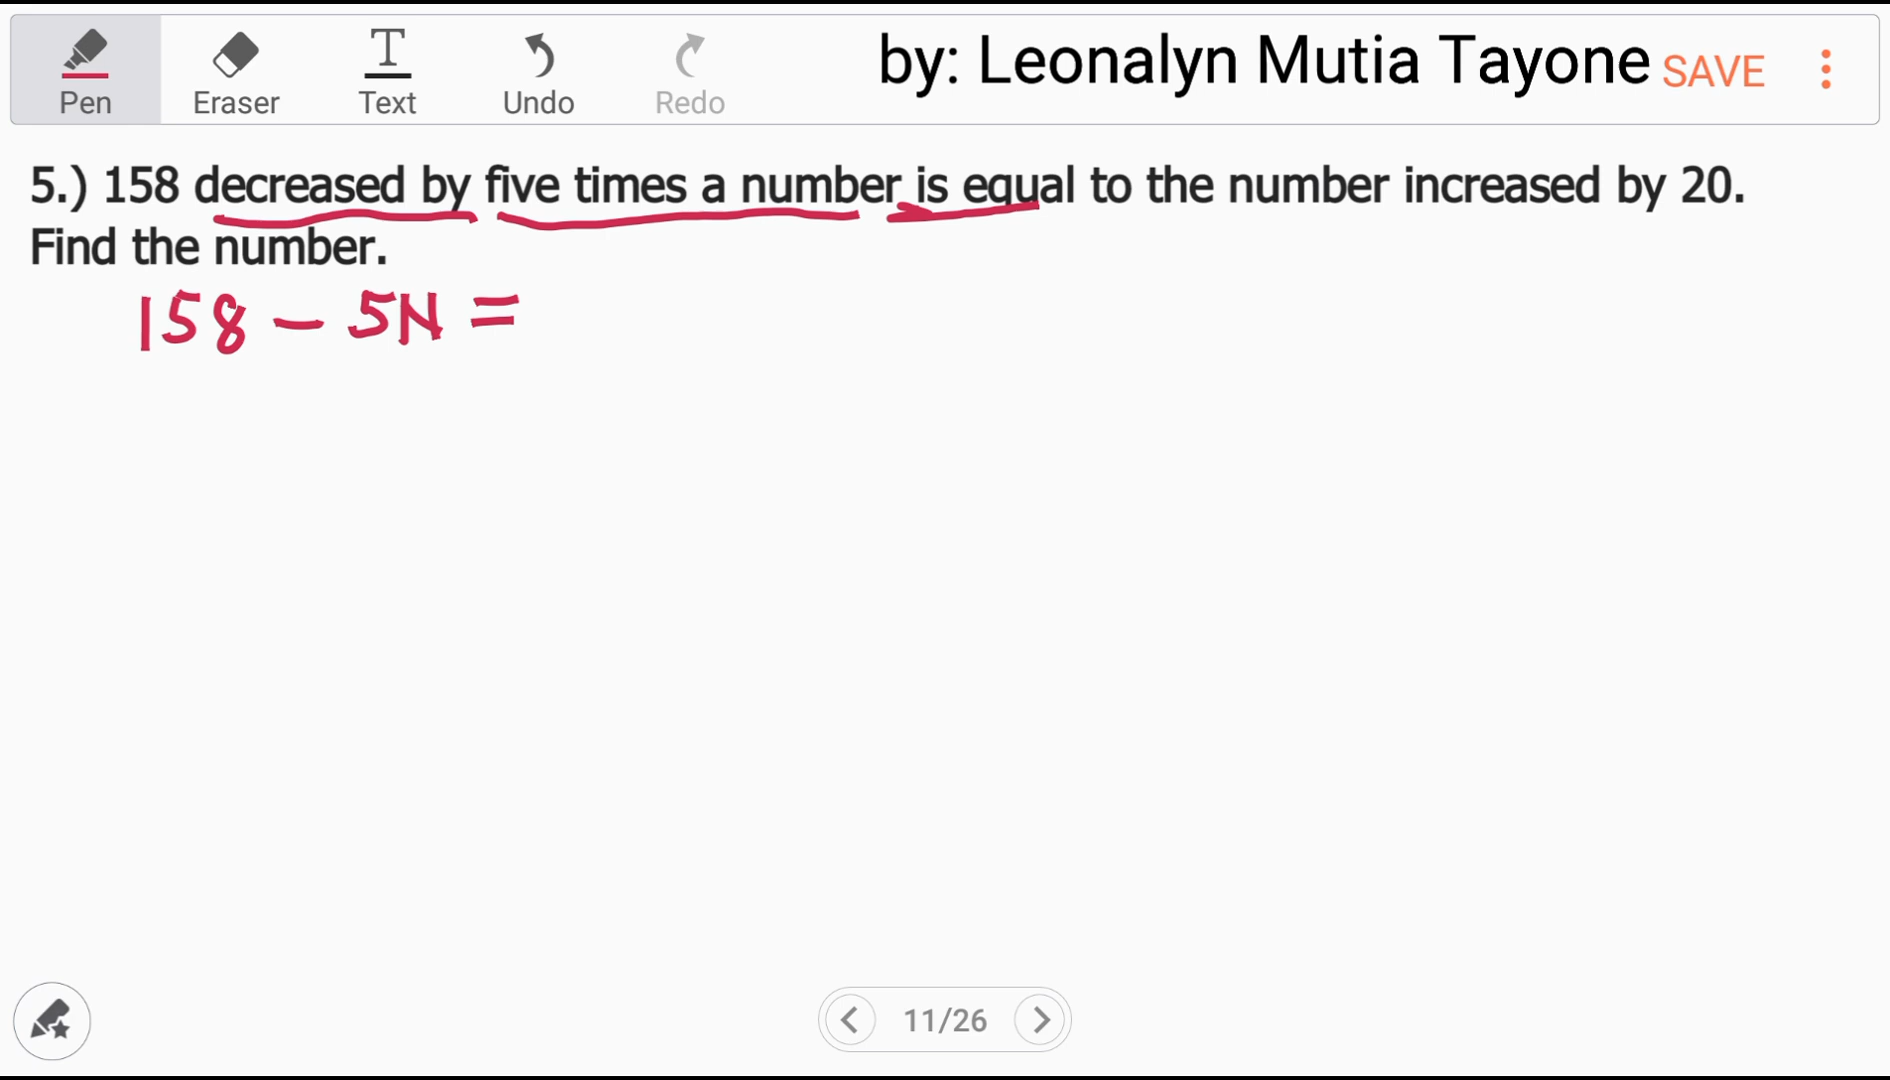 by: Leonalyn Mutia Tayone SAVE
Pen Eraser Text Undo Redo
5.) 158 decreased by five times a number is equal to the number increased by 20.
Find the number.
158 - 5N =
11/26